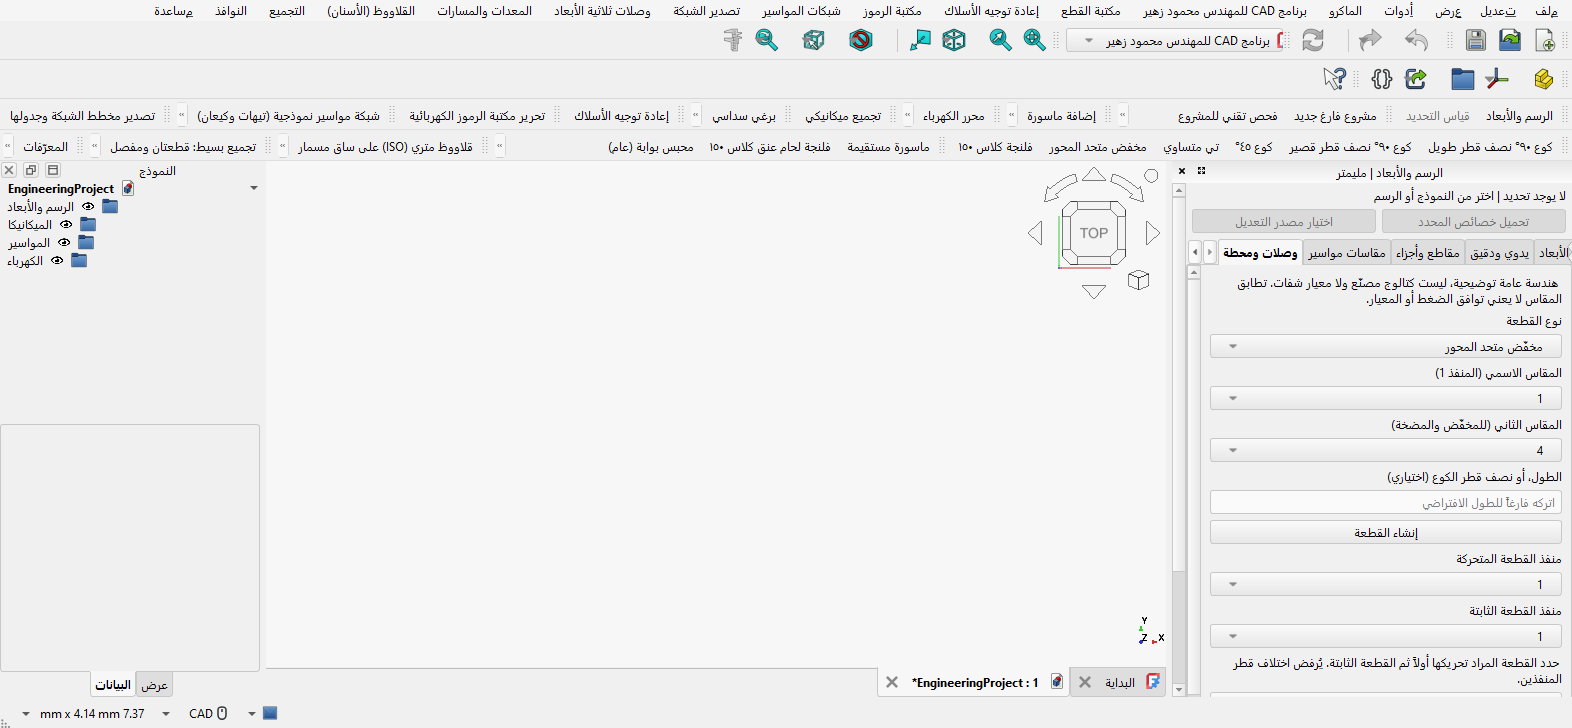 ملف تعديل عرض أدوات الماكرو برنامج CAD للمهندس محمود زهير مكتبة القطع إعادة توجيه الأسلاك مكتبة الرموز شبكات المواسير تصدير الشبكة وصلات ثلاثية الأبعاد المعدات والمسارات القلاووظ (الأسنان) التجميع النوافذ مساعدة
برنامج CAD للمهندس محمود زهير
الرسم والأبعاد قياس التحديد مشروع فارغ جديد فحص تقني للمشروع » إضافة ماسورة » محرر الكهرباء » تجميع ميكانيكي برغي سداسي » إعادة توجيه الأسلاك تحرير مكتبة الرموز الكهربائية شبكة مواسير نموذجية (تيهات وكيعان) » تصدير مخطط الشبكة وجدولها
كوع ٩٠° نصف قطر طويل كوع ٩٠° نصف قطر قصير كوع ٤٥° تي متساوي مخفض متحد المحور فلنجة كلاس ١٥٠ ماسورة مستقيمة فلنجة لحام عنق كلاس ١٥٠ محبس بوابة (عام) » قلاووظ متري (ISO) على ساق مسمار » تجميع بسيط: قطعتان ومفصل » المعرّفات »
الرسم والأبعاد | مليمتر
لا يوجد تحديد | اختر من النموذج أو الرسم
تحميل خصائص المحدد اختيار مصدر التعديل
الأبعاد يدوي ودقيق مقاطع وأجزاء مقاسات مواسير وصلات ومحطة
هندسة عامة توضيحية، ليست كتالوج مصنّع ولا معيار شفات. تطابق
المقاس لا يعني توافق الضغط أو المعيار.
نوع القطعة
مخفّض متحد المحور
المقاس الاسمي (المنفذ 1)
1
المقاس الثاني (للمخفّض والمضخة)
4
الطول، أو نصف قطر الكوع (اختياري)
اتركه فارغاً للطول الافتراضي
إنشاء القطعة
منفذ القطعة المتحركة
1
منفذ القطعة الثابتة
1
حدد القطعة المراد تحريكها أولاً ثم القطعة الثابتة. يُرفض اختلاف قطر
المنفذين.
TOP
Y
Z X
النموذج
EngineeringProject
الرسم والأبعاد
الميكانيكا
المواسير
الكهرباء
عرض البيانات
البداية
EngineeringProject : 1*
CAD
mm x 4.14 mm 7.37